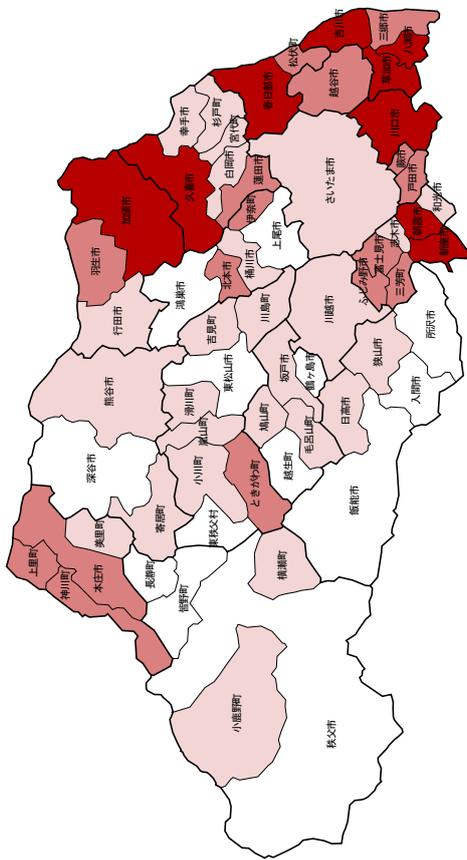 吉川市
三郷市
八潮市
松伏町
草加市
越谷市
春日部市
川口市
杉戸町
幸手市
宮代町
蕨市
戸田市
白岡市
蓮田市
さいたま市
和光市
久喜市
伊奈町
朝霞市
加須市
上尾市
志木市
新座市
桶川市
富士見市
羽生市
北本市
ふじみ野市
三芳町
鴻巣市
川島町
川越市
行田市
吉見町
所沢市
狭山市
東松山市
坂戸市
鶴ヶ島市
入間市
熊谷市
滑川町
鳩山町
日高市
嵐山町
毛呂山町
小川町
ときがわ町
越生町
深谷市
飯能市
寄居町
東秩父村
美里町
上里町
神川町
本庄市
長瀞町
皆野町
横瀬町
小鹿野町
秩父市